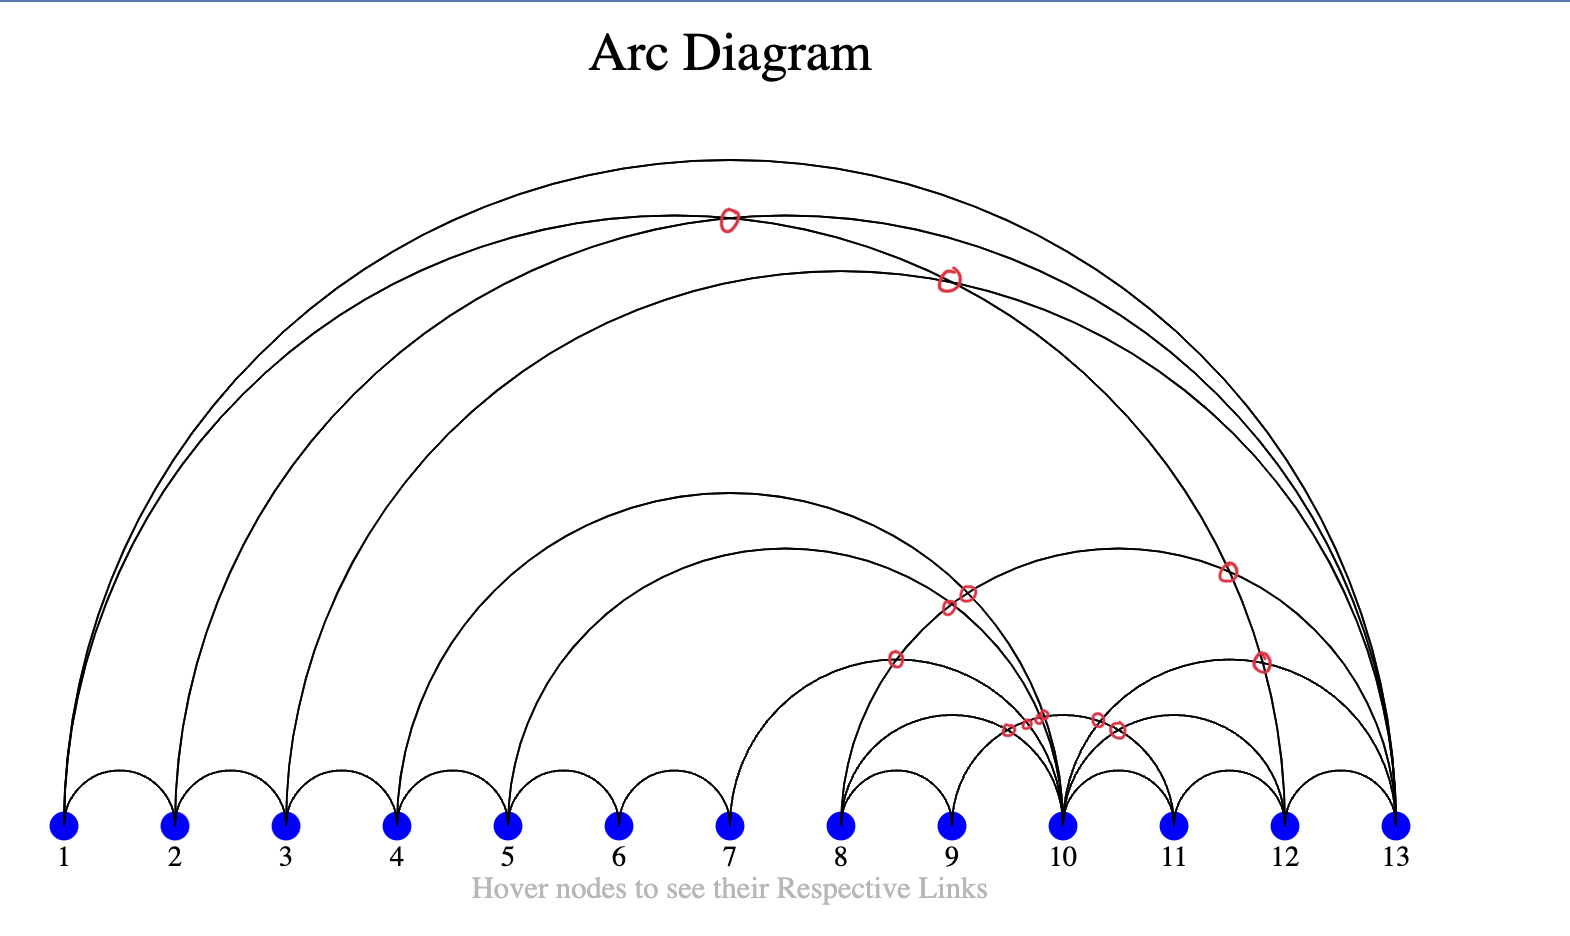 Arc Diagram
1 2 3 4 5 6 7 8 9 10 11 12 13
Hover nodes to see their Respective Links